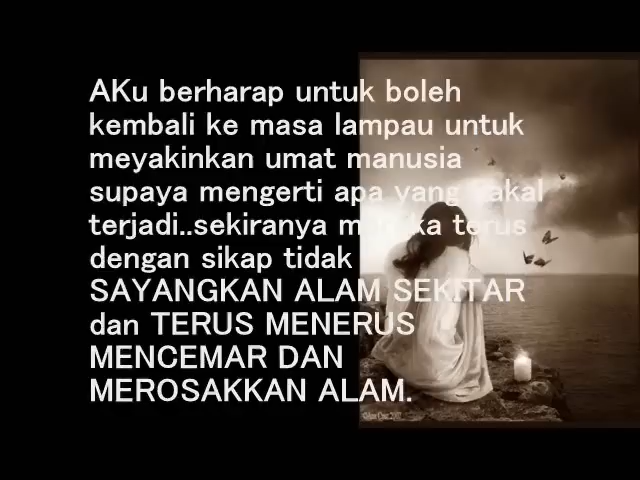 AKu berharap untuk boleh
kembali ke masa lampau untuk
meyakinkan umat manusia
supaya mengerti apa yang bakal
terjadi..sekiranya mereka terus
dengan sikap tidak
SAYANGKAN ALAM SEKITAR
dan TERUS MENERUS
MENCEMAR DAN
MEROSAKKAN ALAM.